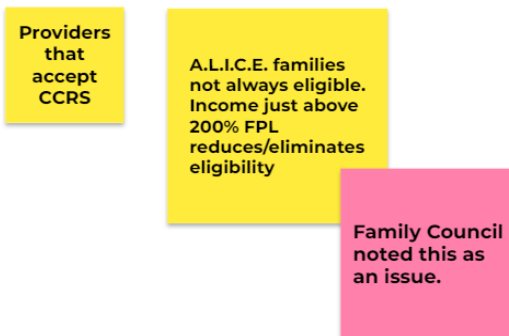 Providers
that
accept
CCRS
A.L.I.C.E. families
not always eligible.
Income just above
200% FPL
reduces/eliminates
eligibility
Family Council
noted this as
an issue.